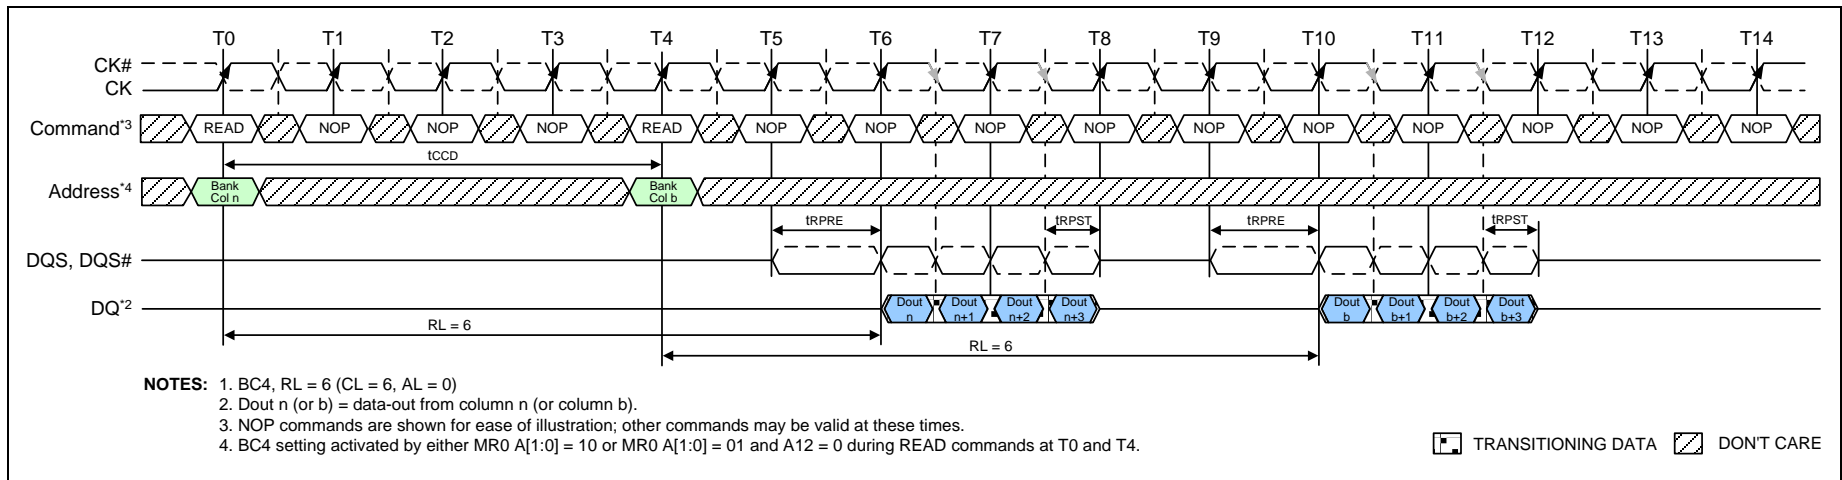 T0 T1 T2 T3 T4 T5 T6 T7 T8 T9 T10 T11 T12 T13 T14
CK#
CK
Command*3 READ NOP NOP NOP READ NOP NOP NOP NOP NOP NOP NOP NOP NOP NOP
tCCD
Address*4 Bank Col n Bank Col b
tRPRE tRPST tRPRE tRPST
DQS, DQS#
DQ*2 Dout n Dout n+1 Dout n+2 Dout n+3 Dout b Dout b+1 Dout b+2 Dout b+3
RL = 6
RL = 6
NOTES: 1. BC4, RL = 6 (CL = 6, AL = 0)
2. Dout n (or b) = data-out from column n (or column b).
3. NOP commands are shown for ease of illustration; other commands may be valid at these times.
4. BC4 setting activated by either MR0 A[1:0] = 10 or MR0 A[1:0] = 01 and A12 = 0 during READ commands at T0 and T4.
TRANSITIONING DATA DON'T CARE